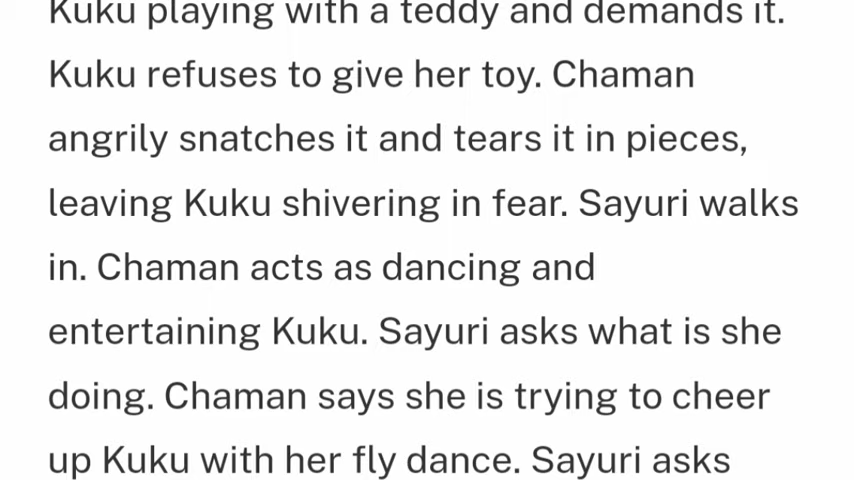 Kuku playing with a teddy and demands it.
Kuku refuses to give her toy. Chaman
angrily snatches it and tears it in pieces,
leaving Kuku shivering in fear. Sayuri walks
in. Chaman acts as dancing and
entertaining Kuku. Sayuri asks what is she
doing. Chaman says she is trying to cheer
up Kuku with her fly dance. Sayuri asks